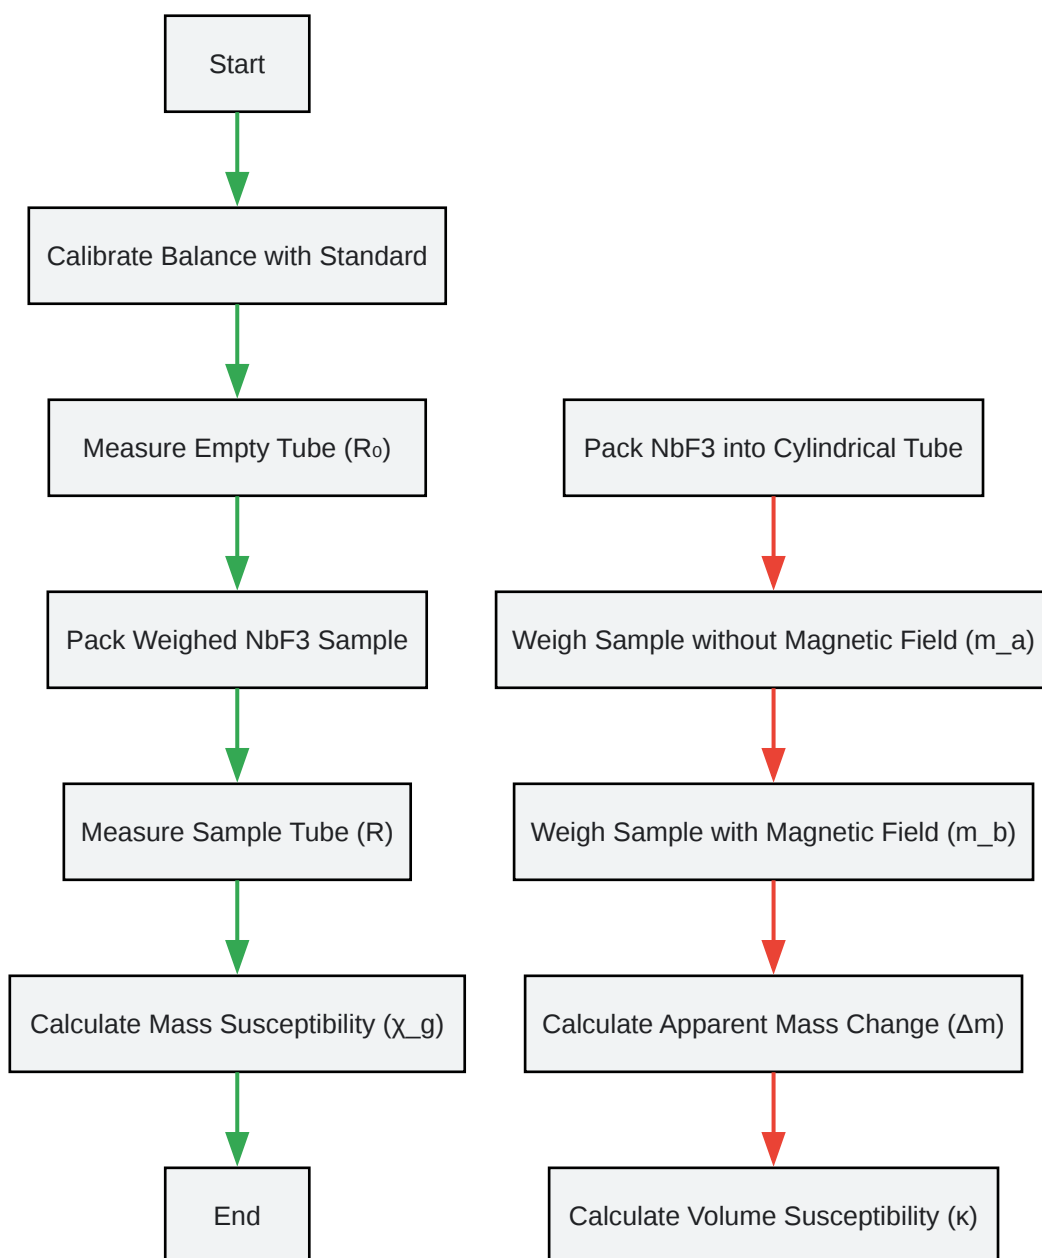 Start
Calibrate Balance with Standard
Measure Empty Tube (R₀)
Pack Weighed NbF3 Sample
Measure Sample Tube (R)
Calculate Mass Susceptibility (χ_g)
End
Pack NbF3 into Cylindrical Tube
Weigh Sample without Magnetic Field (m_a)
Weigh Sample with Magnetic Field (m_b)
Calculate Apparent Mass Change (Δm)
Calculate Volume Susceptibility (κ)